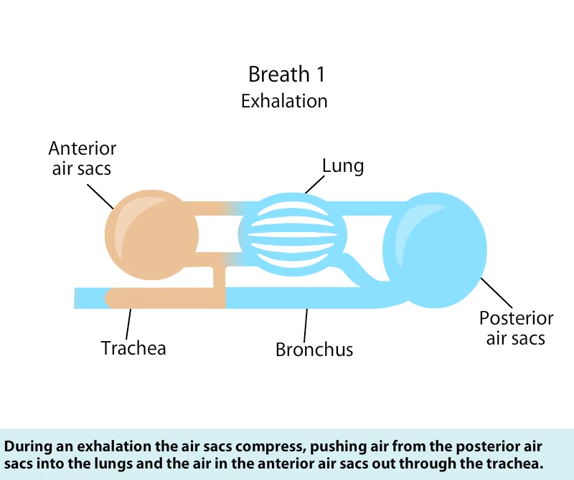 Breath 1
Exhalation
Anterior
air sacs
Lung
Posterior
air sacs
Trachea
Bronchus
During an exhalation the air sacs compress, pushing air from the posterior air
sacs into the lungs and the air in the anterior air sacs out through the trachea.